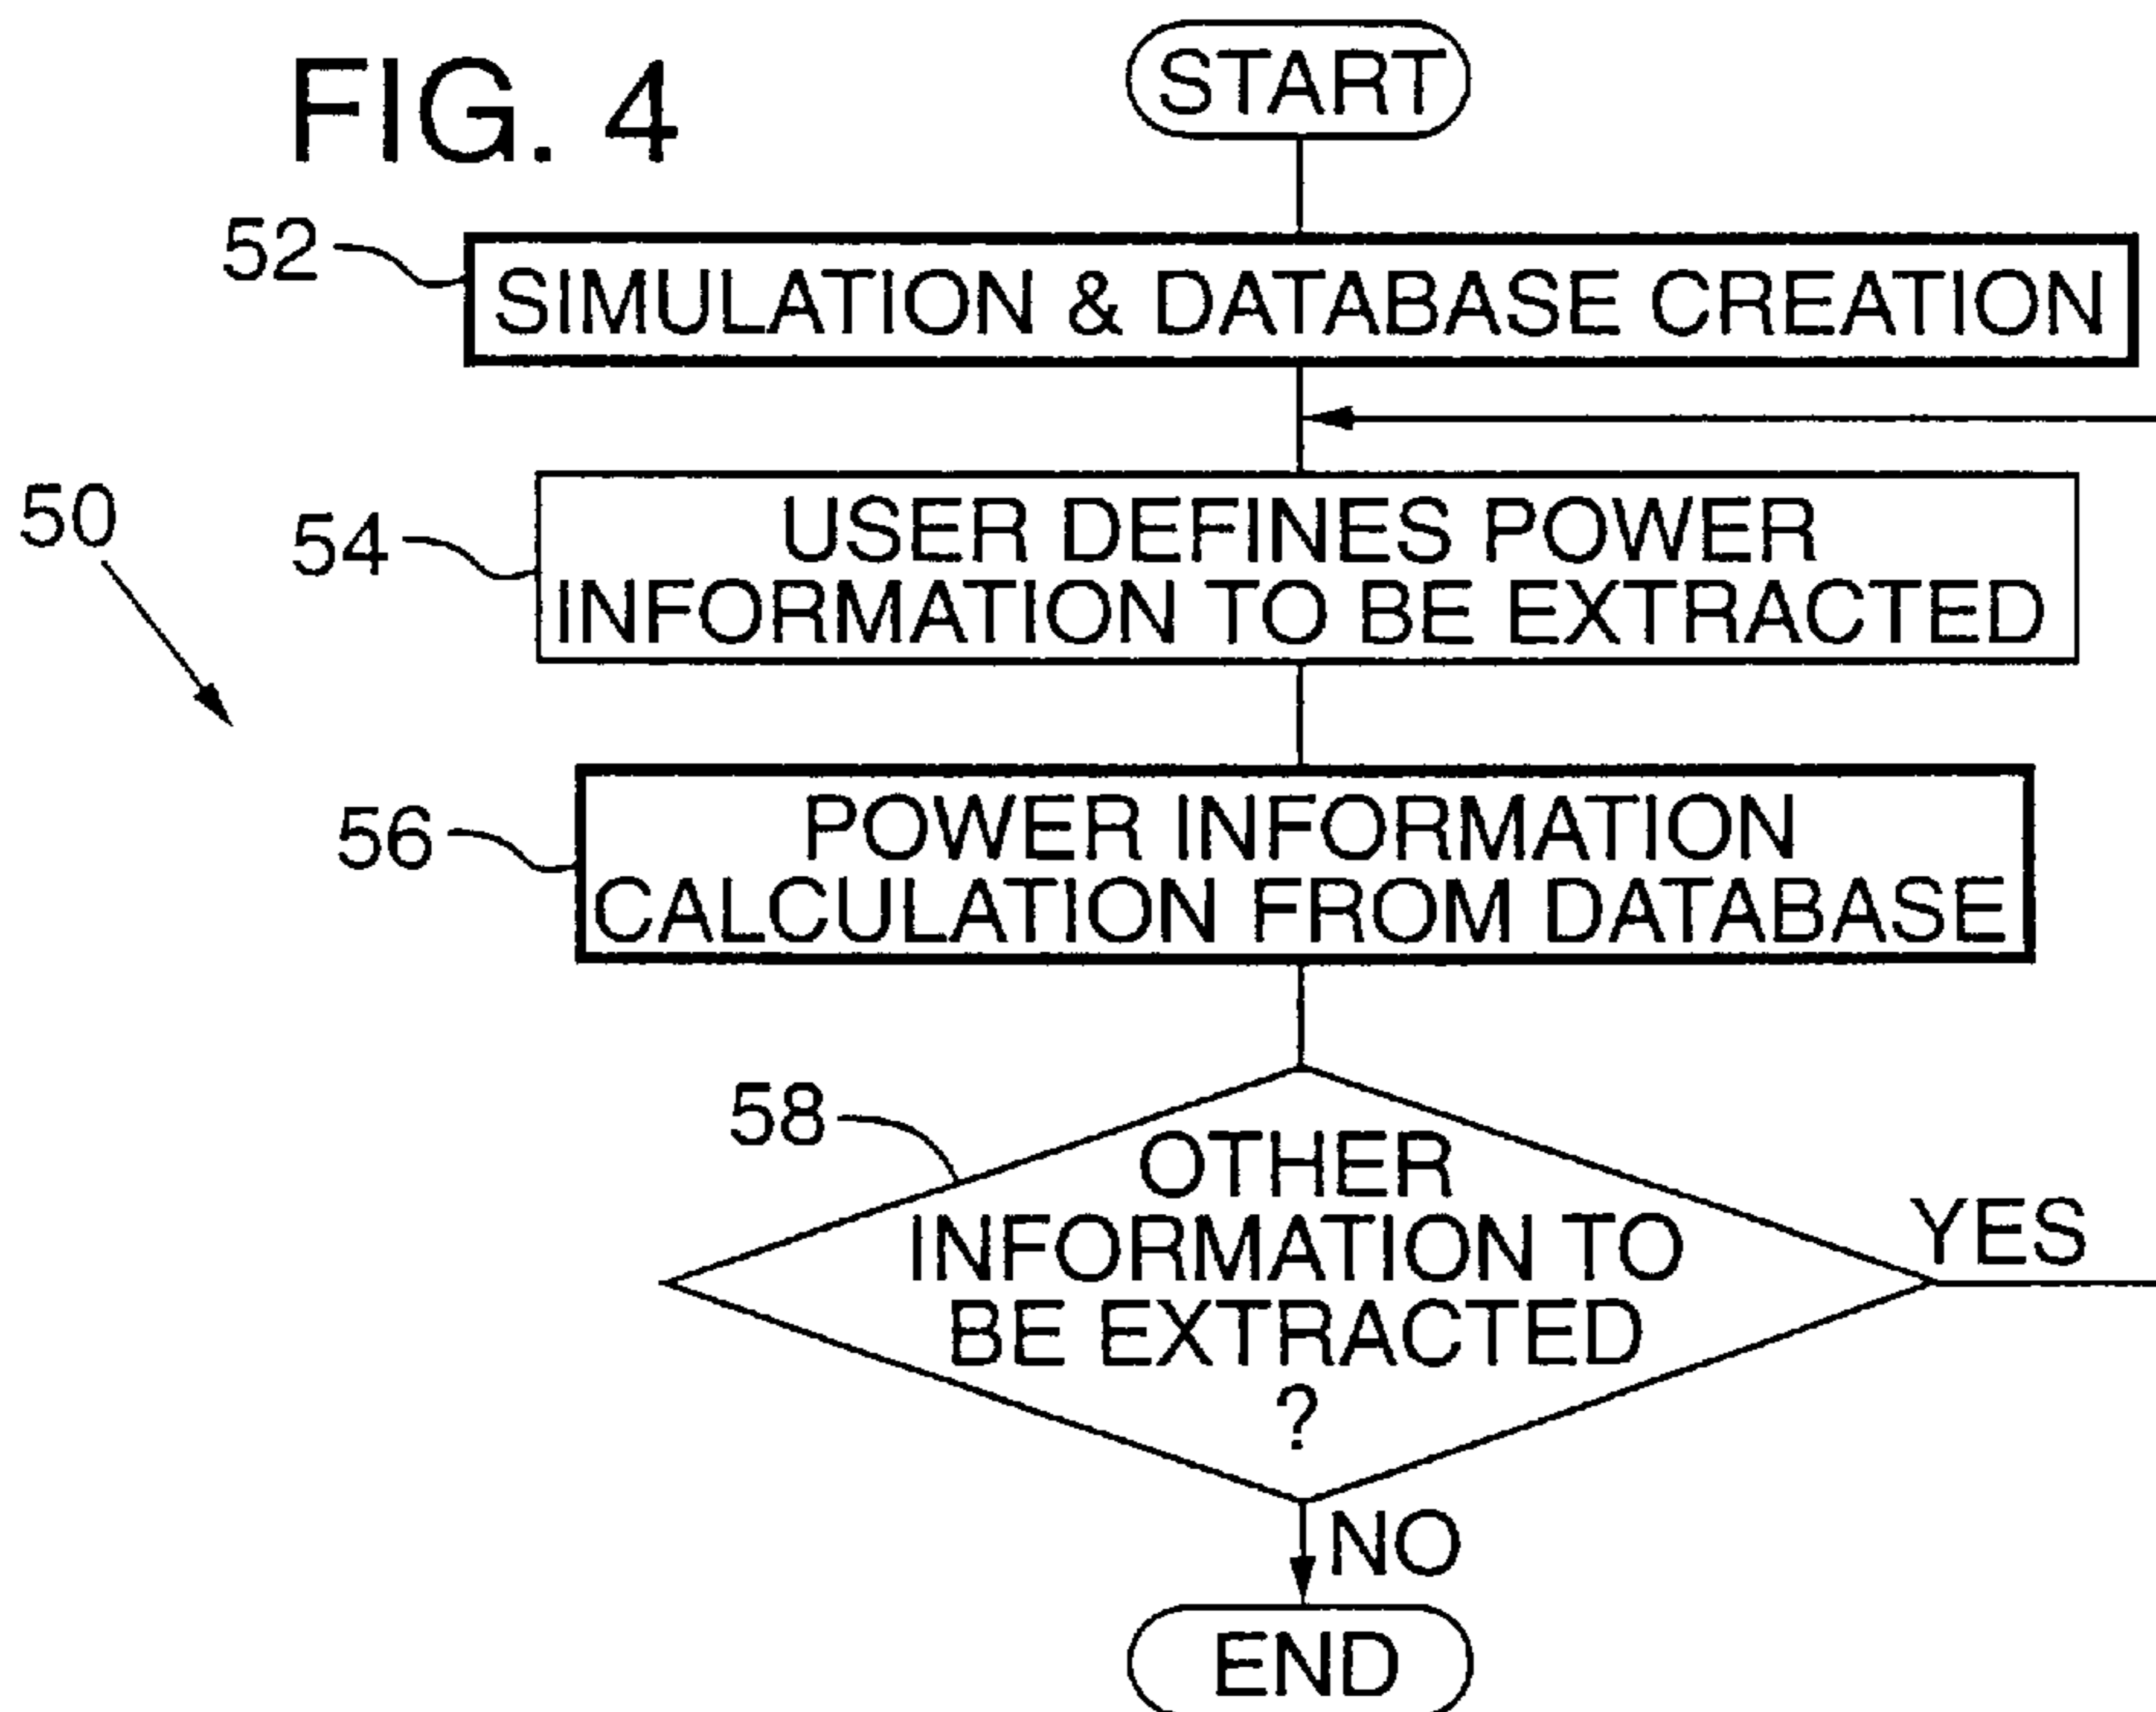 FIG. 4
START
52
SIMULATION & DATABASE CREATION
50
54
USER DEFINES POWER
INFORMATION TO BE EXTRACTED
56
POWER INFORMATION
CALCULATION FROM DATABASE
58
OTHER
INFORMATION TO
BE EXTRACTED
?
YES
NO
END